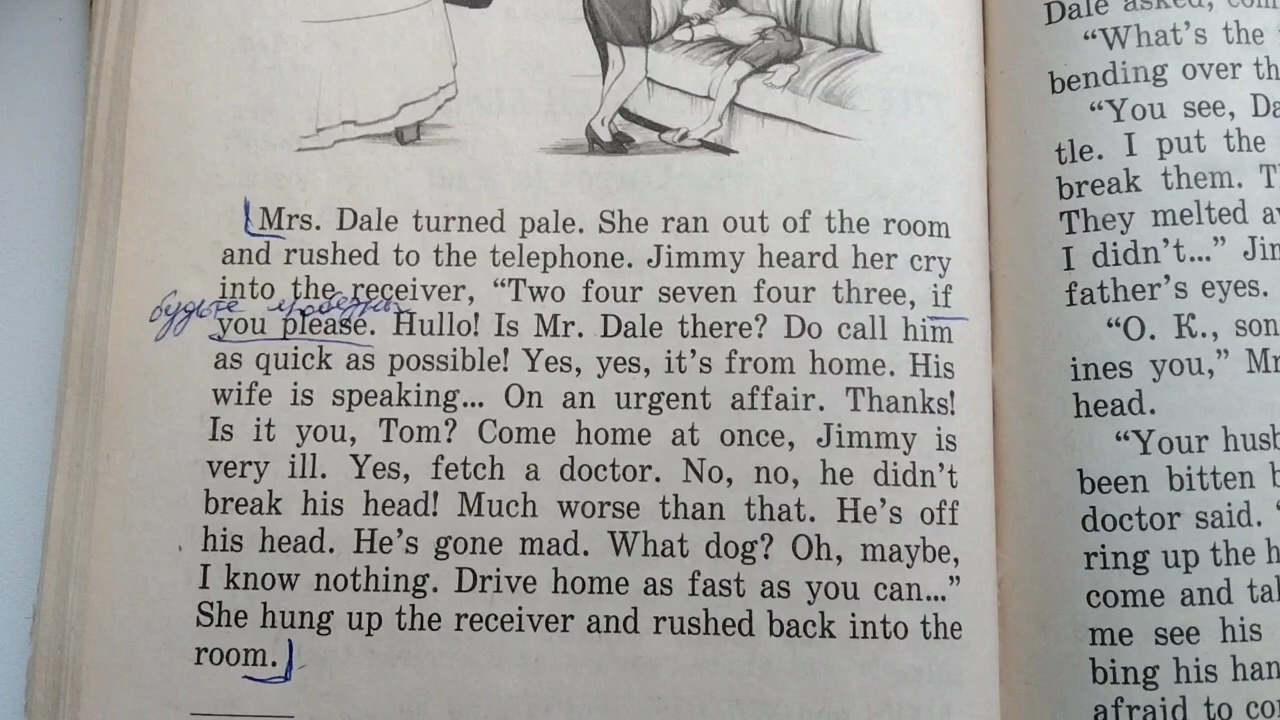 Mrs. Dale turned pale. She ran out of the room
and rushed to the telephone. Jimmy heard her cry
into the receiver, “Two four seven four three, if
будьте
you please. Hullo! Is Mr. Dale there? Do call him
as quick as possible! Yes, yes, it’s from home. His
wife is speaking... On an urgent affair. Thanks!
Is it you, Tom? Come home at once, Jimmy is
very ill. Yes, fetch a doctor. No, no, he didn’t
break his head! Much worse than that. He’s off
his head. He’s gone mad. What dog? Oh, maybe,
I know nothing. Drive home as fast as you can...”
She hung up the receiver and rushed back into the
room.
Dale asked,
“What’s the
bending over
“You see,
tle. I put the
break them.
They melted
I didn’t...”
father’s eyes.
“O. K., son
ines you,”
head.
“Your
been bitten
doctor said.
ring up the
come and
me see his
bing his
afraid to